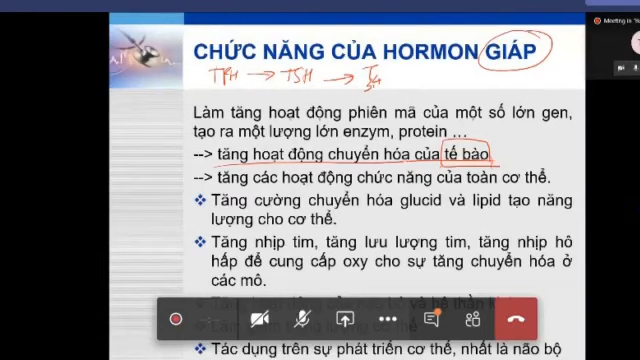 Meeting in "
CHỨC NĂNG CỦA HORMON GIÁP
TRH → TSH →
Làm tăng hoạt động phiên mã của một số lớn gen,
tạo ra một lượng lớn enzym, protein ...
--> tăng hoạt động chuyển hóa của tế bào
--> tăng các hoạt động chức năng của toàn cơ thể.
❖ Tăng cường chuyển hóa glucid và lipid tạo năng
lượng cho cơ thể.
❖ Tăng nhịp tim, tăng lưu lượng tim, tăng nhịp hô
hấp để cung cấp oxy cho sự tăng chuyển hóa ở
các mô.
❖ Tác dụng trên sự phát triển cơ thể, nhất là não bộ